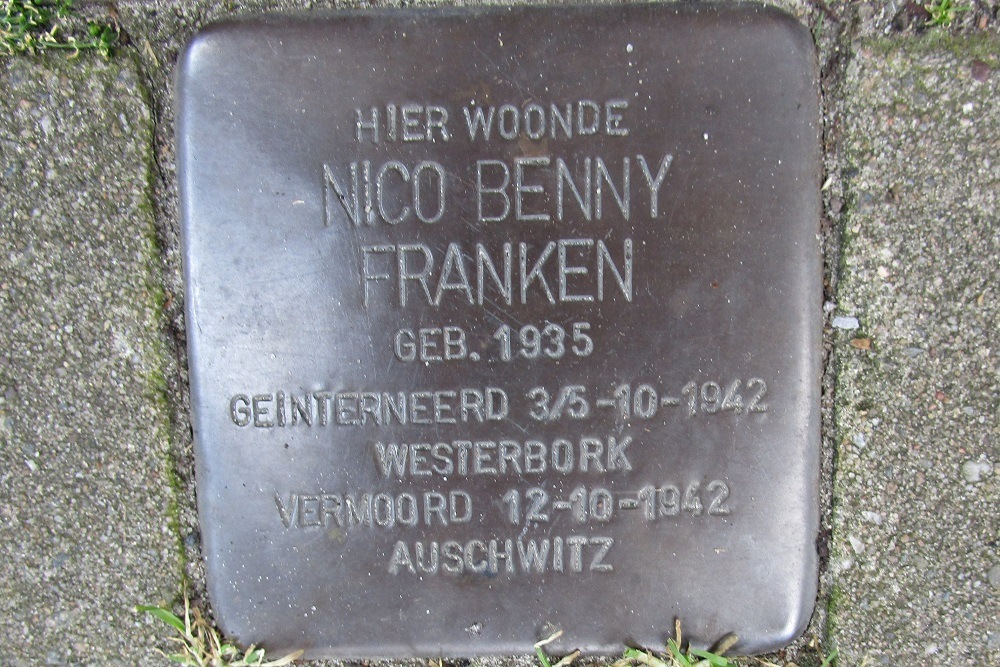 HIER WOONDE
NICO BENNY
FRANKEN
GEB. 1935
GEINTERNEERD 3/5-10-1942
WESTERBORK
VERMOORD 12-10-1942
AUSCHWITZ